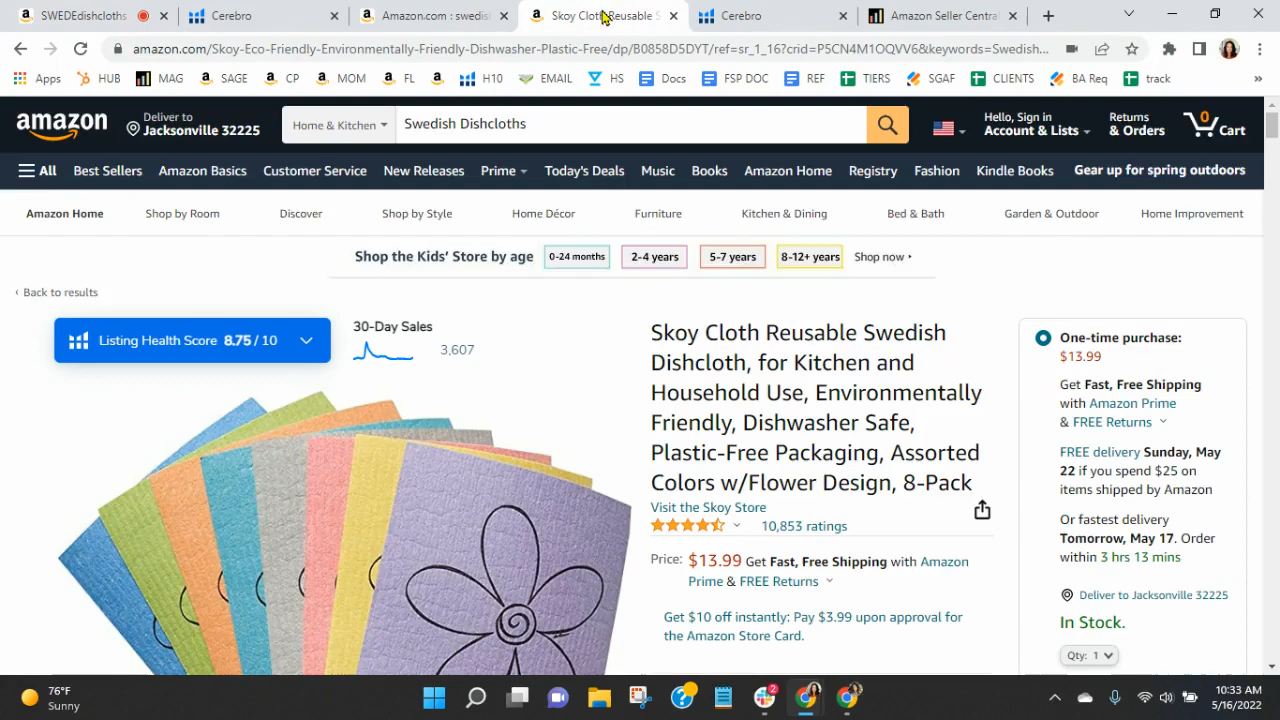 SWEDEdishcloths
Cerebro
Amazon.com : swedis
Skoy Cloth Reusable S
Cerebro
Amazon Seller Centra
amazon.com/Skoy-Eco-Friendly-Environmentally-Friendly-Dishwasher-Plastic-Free/dp/B0858D5DYT/ref=sr_1_16?crid=P5CN4M1OQVV6&keywords=Swedish...
Apps HUB MAG SAGE CP MOM FL H10 EMAIL HS Docs FSP DOC REF TIERS SGAF CLIENTS BA Req track »
amazon
Deliver to
Jacksonville 32225
Home & Kitchen
Swedish Dishcloths
Hello, Sign in
Account & Lists
Returns
& Orders
0
Cart
All Best Sellers Amazon Basics Customer Service New Releases Prime Today's Deals Music Books Amazon Home Registry Fashion Kindle Books Gear up for spring outdoors
Amazon Home Shop by Room Discover Shop by Style Home Décor Furniture Kitchen & Dining Bed & Bath Garden & Outdoor Home Improvement
Shop the Kids' Store by age 0-24 months 2-4 years 5-7 years 8-12+ years Shop now
‹ Back to results
Listing Health Score 8.75 / 10
30-Day Sales
3,607
Skoy Cloth Reusable Swedish
Dishcloth, for Kitchen and
Household Use, Environmentally
Friendly, Dishwasher Safe,
Plastic-Free Packaging, Assorted
Colors w/Flower Design, 8-Pack
Visit the Skoy Store
10,853 ratings
Price: $13.99 Get Fast, Free Shipping with Amazon
Prime & FREE Returns
Get $10 off instantly: Pay $3.99 upon approval for
the Amazon Store Card.
One-time purchase:
$13.99
Get Fast, Free Shipping
with Amazon Prime
& FREE Returns
FREE delivery Sunday, May
22 if you spend $25 on
items shipped by Amazon
Or fastest delivery
Tomorrow, May 17. Order
within 3 hrs 13 mins
Deliver to Jacksonville 32225
In Stock.
Qty: 1
76°F
Sunny
2
10:33 AM
5/16/2022